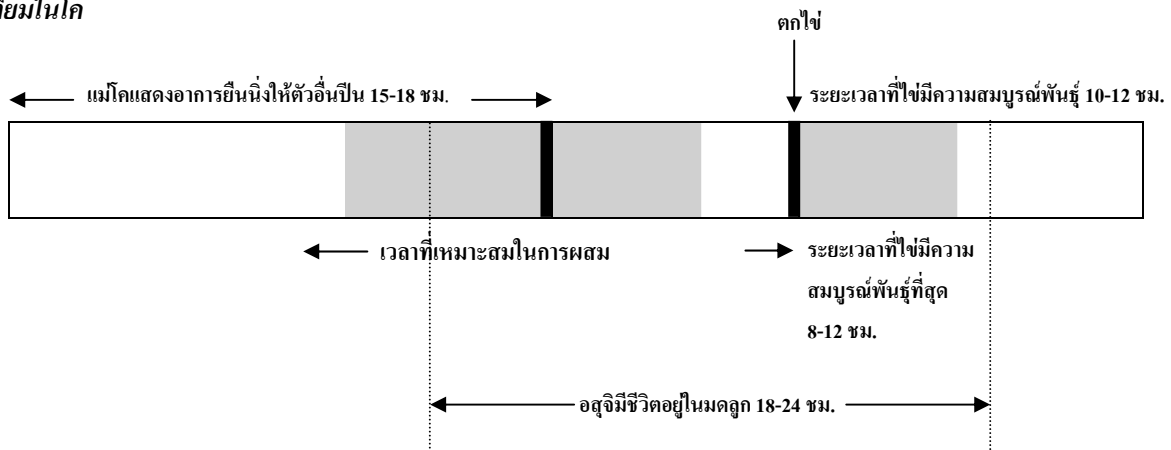 ตกไข่
แม่โคแสดงอาการยืนนิ่งให้ตัวอื่นปีน 15-18 ชม.
ระยะเวลาที่ไข่มีความสมบูรณ์พันธุ์ 10-12 ชม.
เวลาที่เหมาะสมในการผสม
ระยะเวลาที่ไข่มีความ
สมบูรณ์พันธุ์ที่สุด
8-12 ชม.
อสุจิมีชีวิตอยู่ในมดลูก 18-24 ชม.